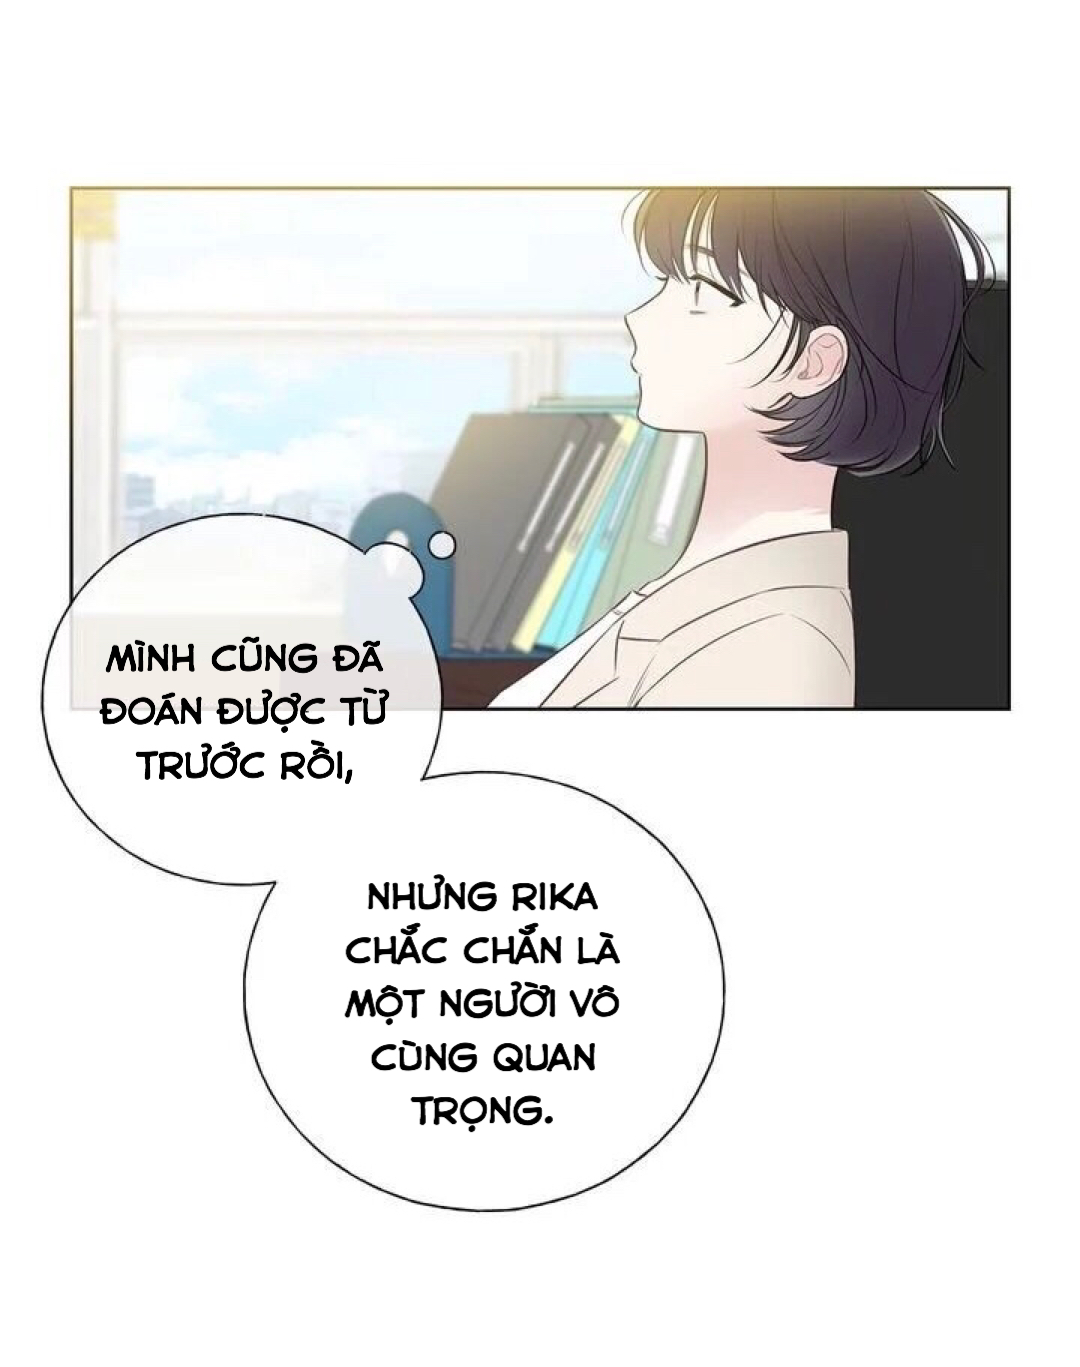 MÌNH CŨNG ĐÃ
ĐOÁN ĐƯỢC TỪ
TRƯỚC RỒI,
NHƯNG RIKA
CHẮC CHẮN LÀ
MỘT NGƯỜI VÔ
CÙNG QUAN
TRỌNG.